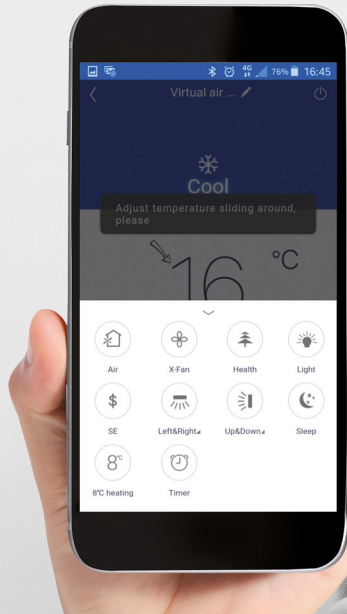 4G 76% 16:45
Virtual air ...
Cool
Adjust temperature sliding around,
please
16 °C
Air X-Fan Health Light
$
SE Left&Right Up&Down Sleep
8°C
8°C heating Timer